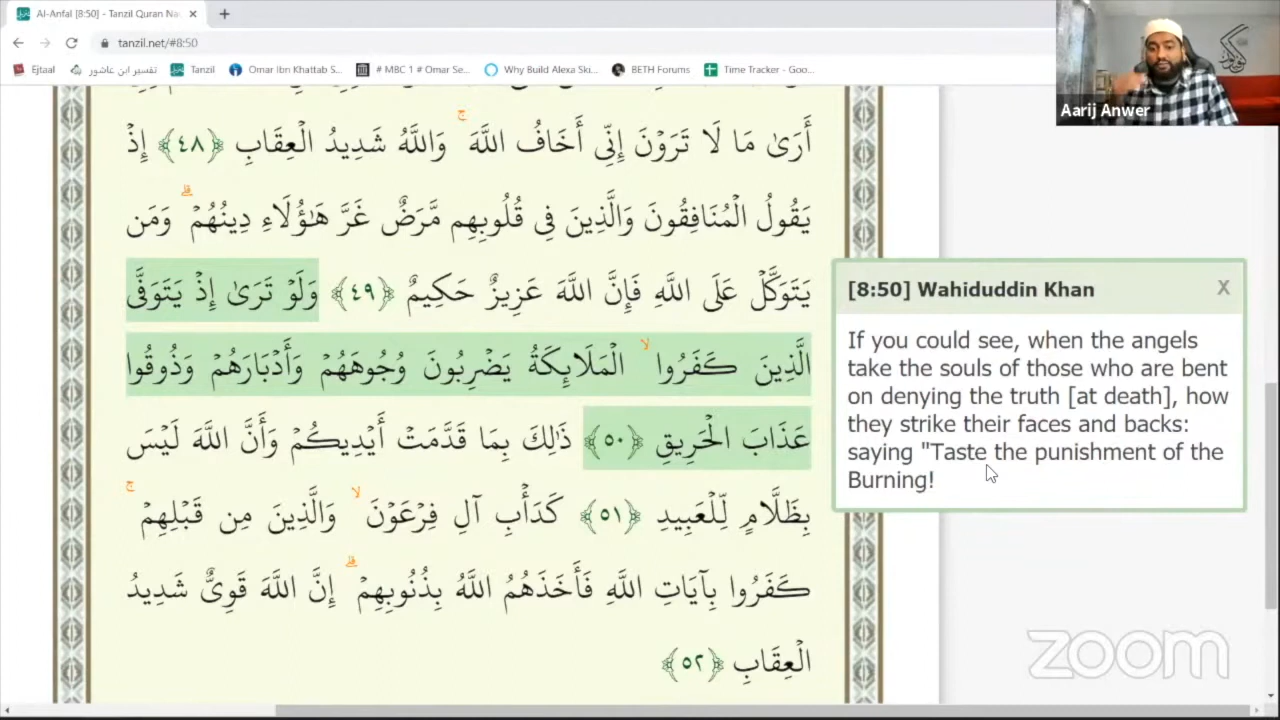 Al-Anfal [8:50] - Tanzil Quran Na
tanzil.net/#8:50
Ejtaal
تفسير ابن عاشور
Tanzil
Omar Ibn Khattab S...
# MBC 1 # Omar Se...
Why Build Alexa Ski...
BETH Forums
Time Tracker - Goo...
Aarij Anwer
أَرَىٰ مَا لَا تَرَوْنَ إِنِّي أَخَافُ اللَّهَ ۚ وَاللَّهُ شَدِيدُ الْعِقَابِ ﴿٤٨﴾ إِذْ
يَقُولُ الْمُنَافِقُونَ وَالَّذِينَ فِي قُلُوبِهِم مَّرَضٌ غَرَّ هَـٰؤُلَاءِ دِينُهُمْ ۗ وَمَن
يَتَوَكَّلْ عَلَى اللَّهِ فَإِنَّ اللَّهَ عَزِيزٌ حَكِيمٌ ﴿٤٩﴾ وَلَوْ تَرَىٰ إِذْ يَتَوَفَّى
الَّذِينَ كَفَرُوا ۙ الْمَلَائِكَةُ يَضْرِبُونَ وُجُوهَهُمْ وَأَدْبَارَهُمْ وَذُوقُوا
عَذَابَ الْحَرِيقِ ﴿٥٠﴾ ذَٰلِكَ بِمَا قَدَّمَتْ أَيْدِيكُمْ وَأَنَّ اللَّهَ لَيْسَ
بِظَلَّامٍ لِّلْعَبِيدِ ﴿٥١﴾ كَدَأْبِ آلِ فِرْعَوْنَ ۙ وَالَّذِينَ مِن قَبْلِهِمْ ۚ
كَفَرُوا بِآيَاتِ اللَّهِ فَأَخَذَهُمُ اللَّهُ بِذُنُوبِهِمْ ۗ إِنَّ اللَّهَ قَوِيٌّ شَدِيدُ
الْعِقَابِ ﴿٥٢﴾
[8:50] Wahiduddin Khan
X
If you could see, when the angels
take the souls of those who are bent
on denying the truth [at death], how
they strike their faces and backs:
saying "Taste the punishment of the
Burning!
zoom